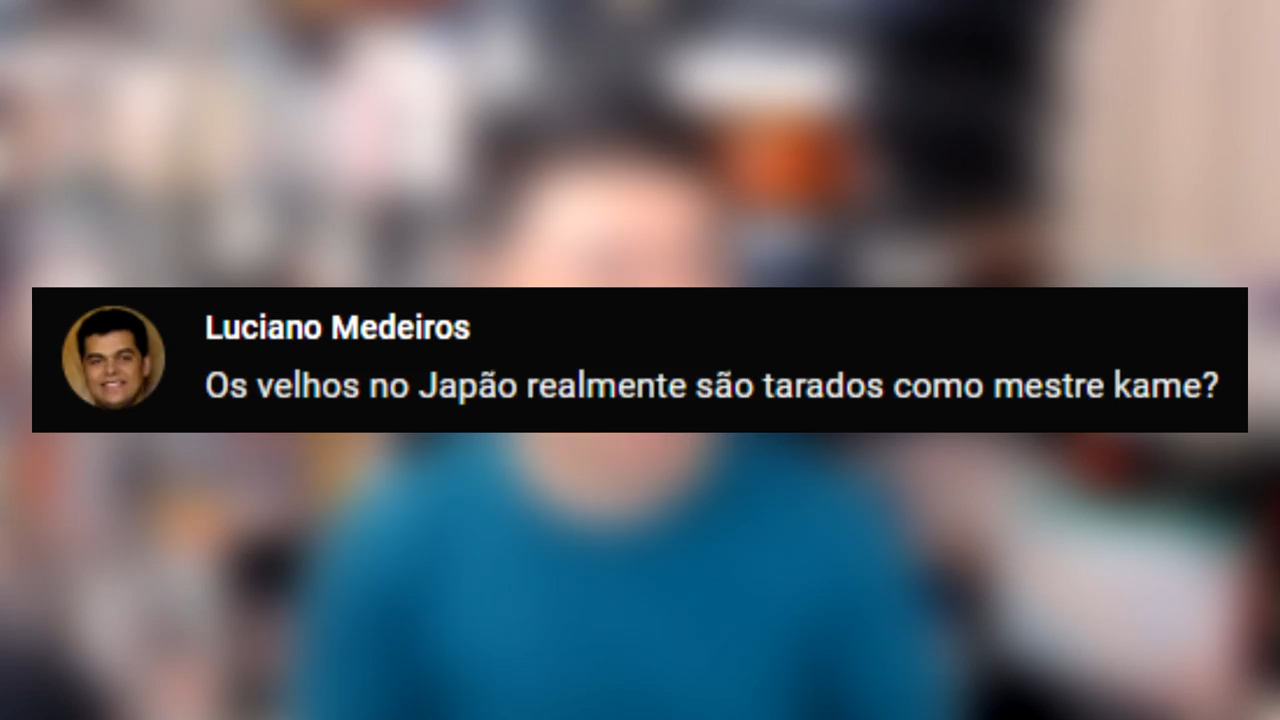 Luciano Medeiros
Os velhos no Japão realmente são tarados como mestre kame?